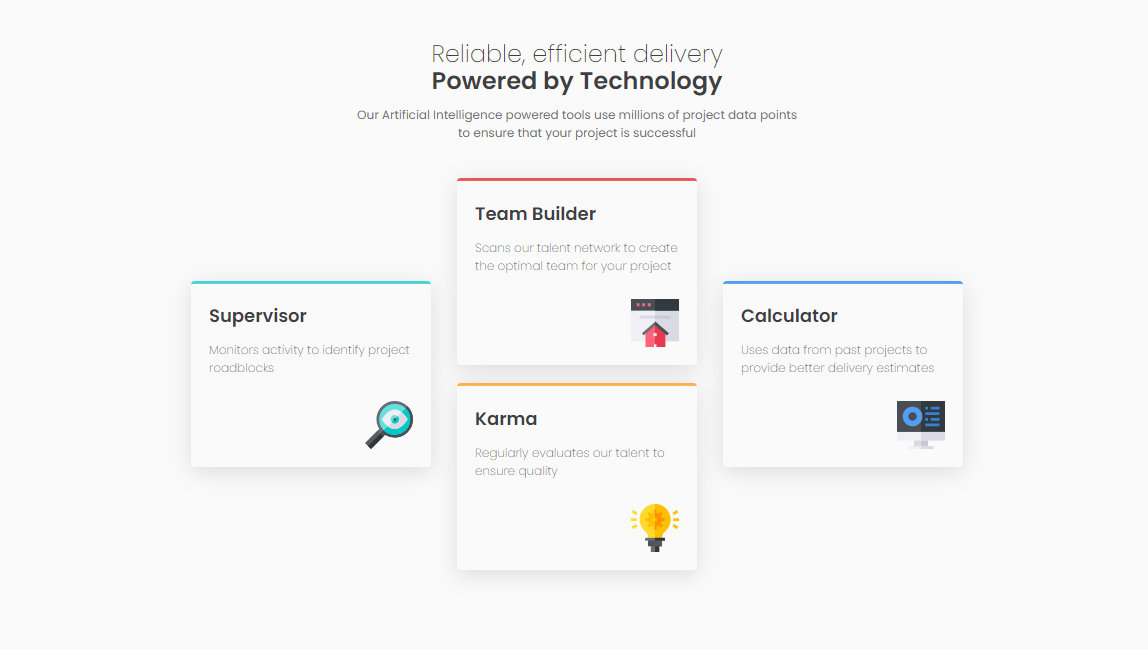 Reliable, efficient delivery
Powered by Technology
Our Artificial Intelligence powered tools use millions of project data points
to ensure that your project is successful
Supervisor
Monitors activity to identify project
roadblocks
Team Builder
Scans our talent network to create
the optimal team for your project
Karma
Regularly evaluates our talent to
ensure quality
Calculator
Uses data from past projects to
provide better delivery estimates